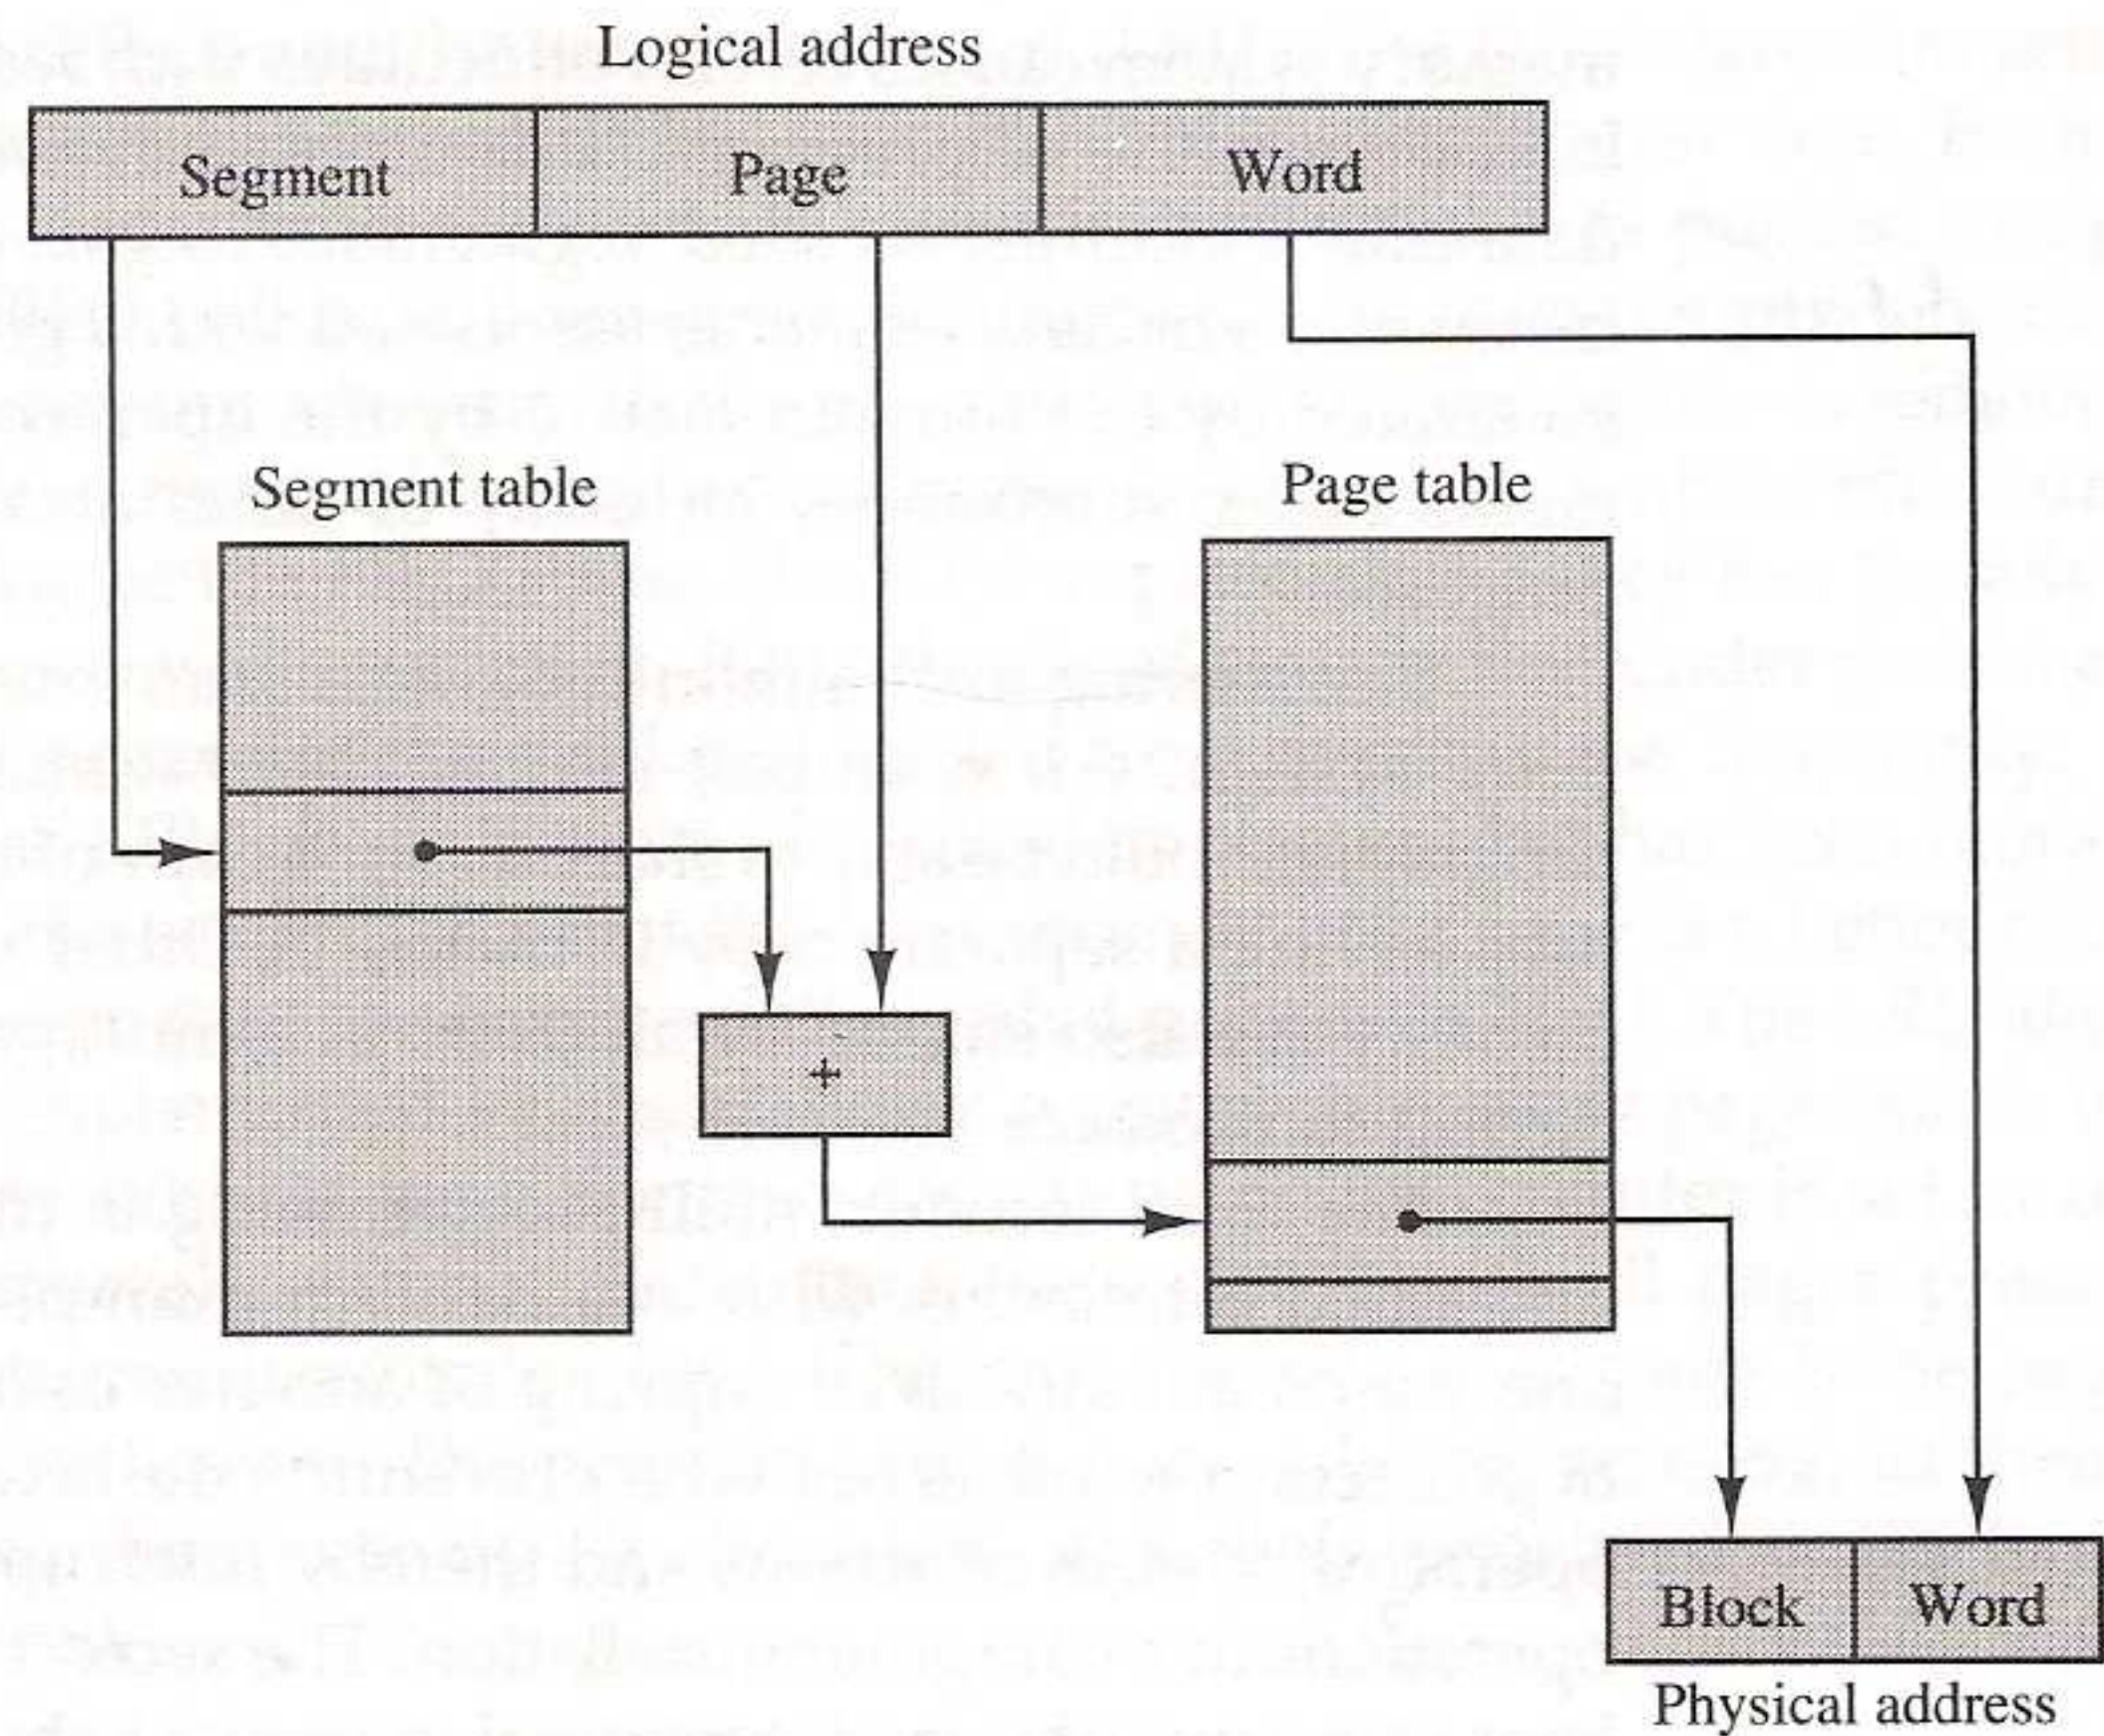 Logical address
Segment Page Word
Segment table
Page table
+
Block Word
Physical address